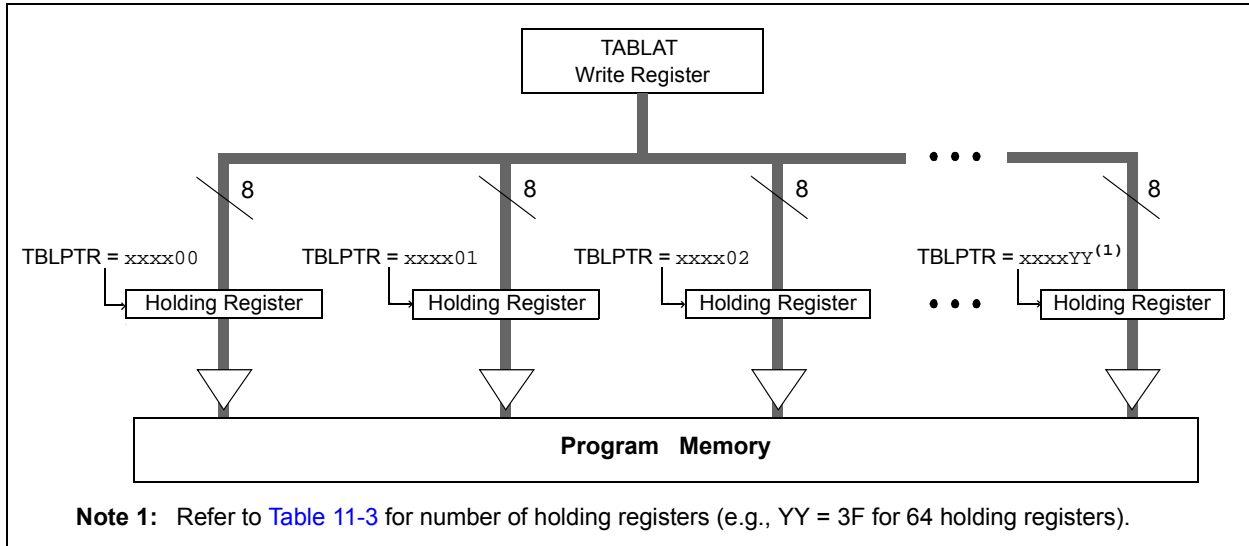 TABLAT
Write Register
8 8 8 8
TBLPTR = xxxx00 TBLPTR = xxxx01 TBLPTR = xxxx02 TBLPTR = xxxxYY(1)
Holding Register Holding Register Holding Register Holding Register
Program Memory
Note 1: Refer to Table 11-3 for number of holding registers (e.g., YY = 3F for 64 holding registers).